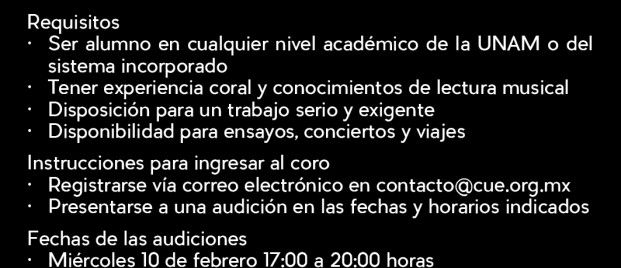 Requisitos
· Ser alumno en cualquier nivel académico de la UNAM o del
sistema incorporado
· Tener experiencia coral y conocimientos de lectura musical
· Disposición para un trabajo serio y exigente
· Disponibilidad para ensayos, conciertos y viajes
Instrucciones para ingresar al coro
· Registrarse vía correo electrónico en contacto@cue.org.mx
· Presentarse a una audición en las fechas y horarios indicados
Fechas de las audiciones
· Miércoles 10 de febrero 17:00 a 20:00 horas